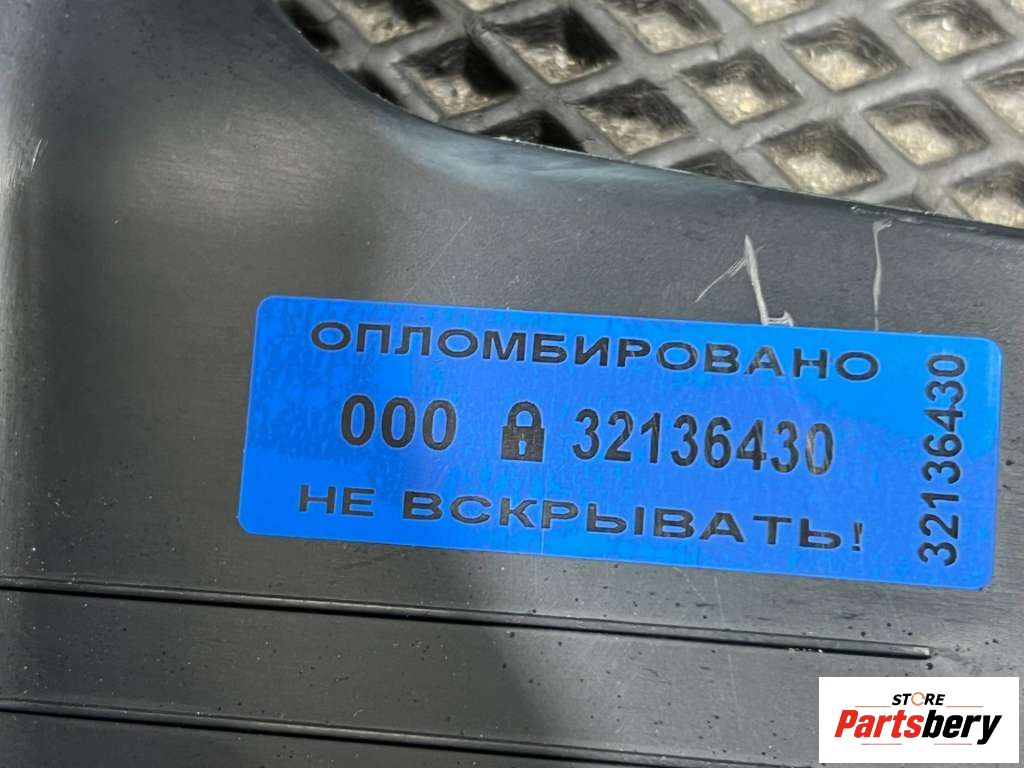 ОПЛОМБИРОВАНО
000 32136430
НЕ ВСКРЫВАТЬ!
32136430
STORE
Partsbery